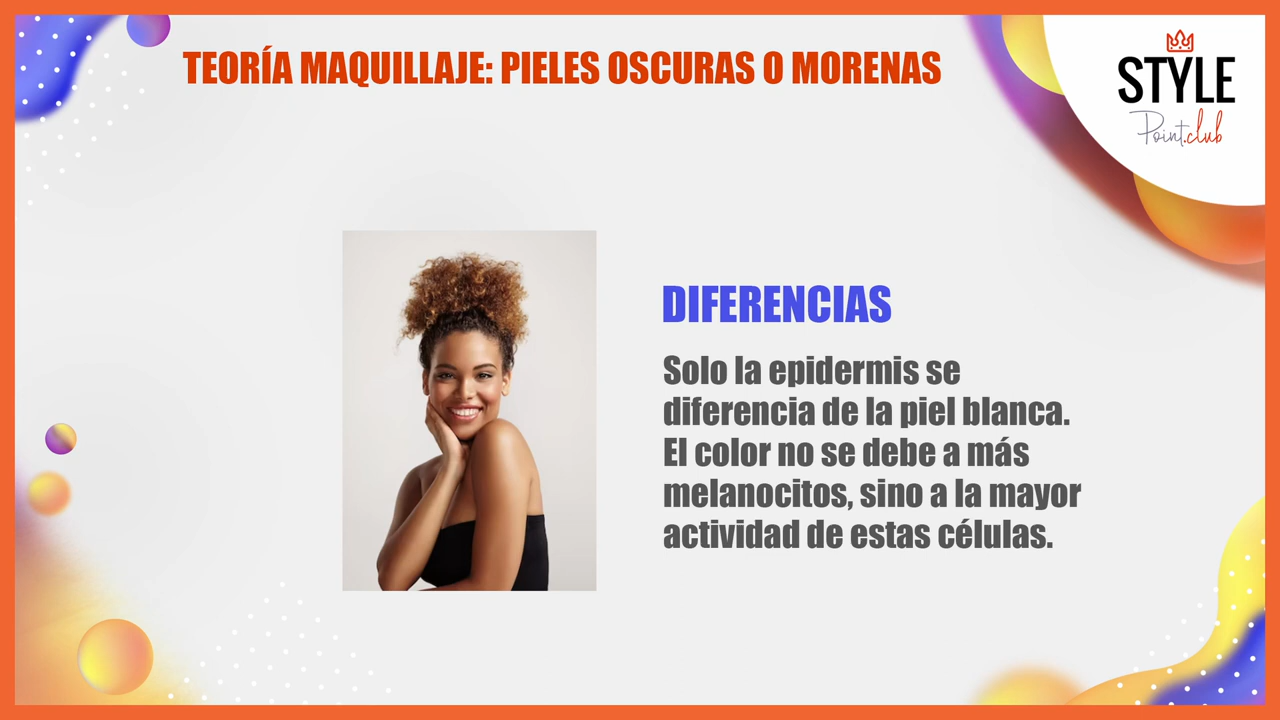 TEORÍA MAQUILLAJE: PIELES OSCURAS O MORENAS
STYLE
Point.club
DIFERENCIAS
Solo la epidermis se
diferencia de la piel blanca.
El color no se debe a más
melanocitos, sino a la mayor
actividad de estas células.